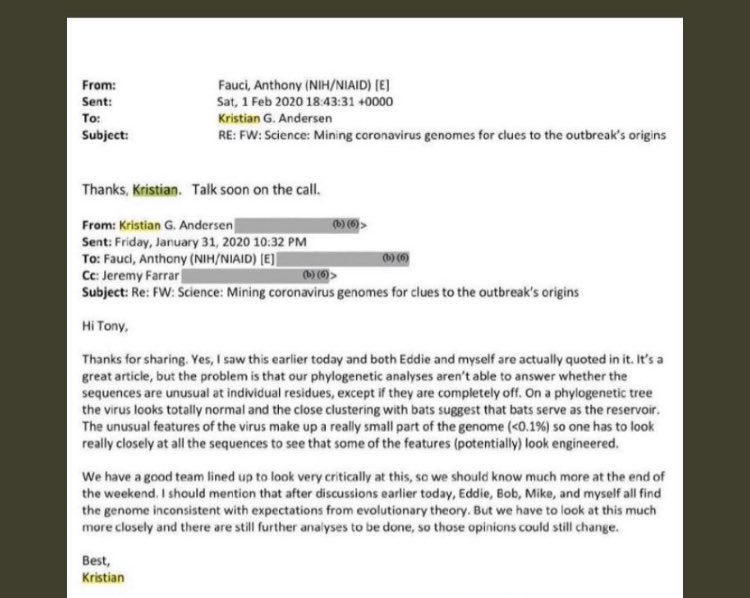 From: Fauci, Anthony (NIH/NIAID) [E]
Sent: Sat, 1 Feb 2020 18:43:31 +0000
To: Kristian G. Andersen
Subject: RE: FW: Science: Mining coronavirus genomes for clues to the outbreak's origins
Thanks, Kristian. Talk soon on the call.
From: Kristian G. Andersen (b) (6)>
Sent: Friday, January 31, 2020 10:32 PM
To: Fauci, Anthony (NIH/NIAID) [E] (b) (6)
Cc: Jeremy Farrar (b) (6)>
Subject: Re: FW: Science: Mining coronavirus genomes for clues to the outbreak's origins
Hi Tony,
Thanks for sharing. Yes, I saw this earlier today and both Eddie and myself are actually quoted in it. It's a
great article, but the problem is that our phylogenetic analyses aren't able to answer whether the
sequences are unusual at individual residues, except if they are completely off. On a phylogenetic tree
the virus looks totally normal and the close clustering with bats suggest that bats serve as the reservoir.
The unusual features of the virus make up a really small part of the genome (<0.1%) so one has to look
really closely at all the sequences to see that some of the features (potentially) look engineered.
We have a good team lined up to look very critically at this, so we should know much more at the end of
the weekend. I should mention that after discussions earlier today, Eddie, Bob, Mike, and myself all find
the genome inconsistent with expectations from evolutionary theory. But we have to look at this much
more closely and there are still further analyses to be done, so those opinions could still change.
Best,
Kristian